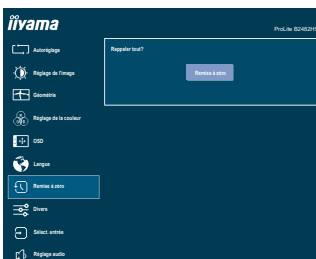 iiyama
ProLite B2482HS
Autoréglage
Rappeler tout?
Remise à zéro
Réglage de l'image
Géométrie
Réglage de la couleur
OSD
Langue
Remise à zéro
Divers
Sélect. entrée
Réglage audio